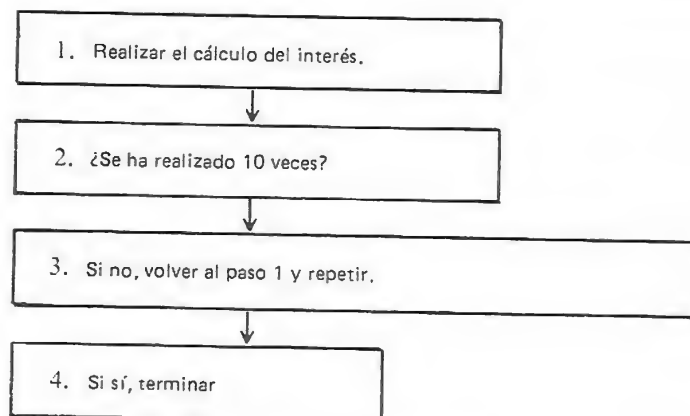 1. Realizar el cálculo del interés.
2. ¿Se ha realizado 10 veces?
3. Si no, volver al paso 1 y repetir.
4. Si sí, terminar